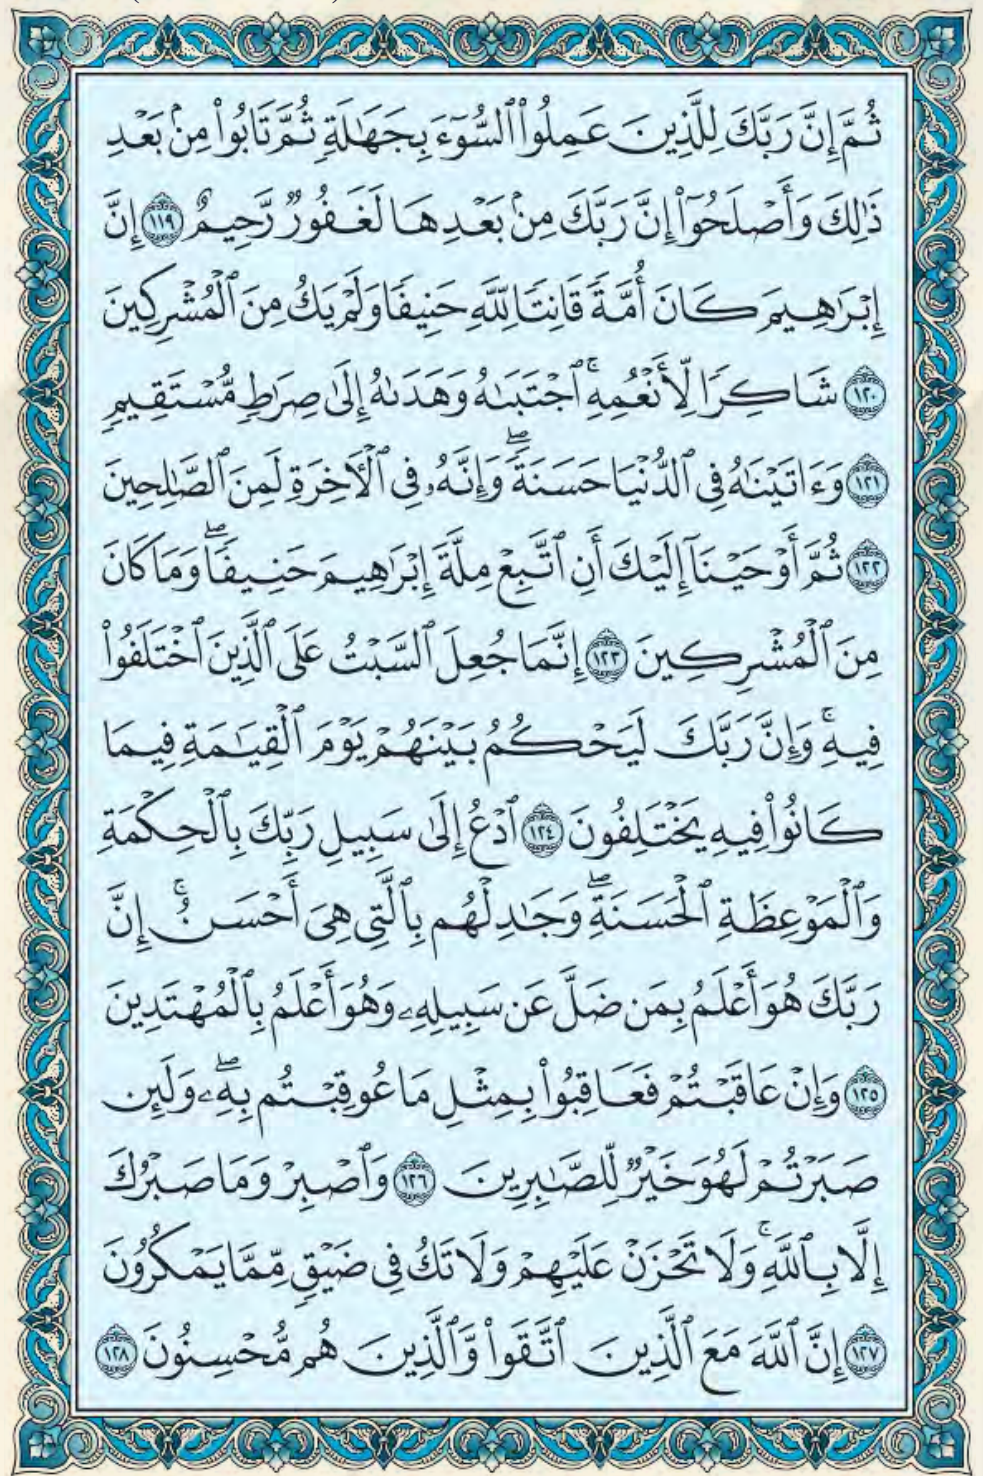 ثُمَّ إِنَّ رَبَّكَ لِلَّذِينَ عَمِلُوا۟ ٱلسُّوٓءَ بِجَهَٰلَةٍ ثُمَّ تَابُوا۟ مِنۢ بَعْدِ
ذَٰلِكَ وَأَصْلَحُوٓا۟ إِنَّ رَبَّكَ مِنۢ بَعْدِهَا لَغَفُورٌ رَّحِيمٌ ١١٩ إِنَّ
إِبْرَٰهِيمَ كَانَ أُمَّةً قَانِتًا لِّلَّهِ حَنِيفًا وَلَمْ يَكُ مِنَ ٱلْمُشْرِكِينَ
١٢٠ شَاكِرًا لِّأَنْعُمِهِ ۚ ٱجْتَبَىٰهُ وَهَدَىٰهُ إِلَىٰ صِرَٰطٍ مُّسْتَقِيمٍ
١٢١ وَءَاتَيْنَٰهُ فِى ٱلدُّنْيَا حَسَنَةً ۖ وَإِنَّهُۥ فِى ٱلْءَاخِرَةِ لَمِنَ ٱلصَّٰلِحِينَ
١٢٢ ثُمَّ أَوْحَيْنَآ إِلَيْكَ أَنِ ٱتَّبِعْ مِلَّةَ إِبْرَٰهِيمَ حَنِيفًا ۖ وَمَا كَانَ
مِنَ ٱلْمُشْرِكِينَ ١٢٣ إِنَّمَا جُعِلَ ٱلسَّبْتُ عَلَى ٱلَّذِينَ ٱخْتَلَفُوا۟
فِيهِ ۚ وَإِنَّ رَبَّكَ لَيَحْكُمُ بَيْنَهُمْ يَوْمَ ٱلْقِيَٰمَةِ فِيمَا
كَانُوا۟ فِيهِ يَخْتَلِفُونَ ١٢٤ ٱدْعُ إِلَىٰ سَبِيلِ رَبِّكَ بِٱلْحِكْمَةِ
وَٱلْمَوْعِظَةِ ٱلْحَسَنَةِ ۖ وَجَٰدِلْهُم بِٱلَّتِى هِىَ أَحْسَنُ ۚ إِنَّ
رَبَّكَ هُوَ أَعْلَمُ بِمَن ضَلَّ عَن سَبِيلِهِۦ وَهُوَ أَعْلَمُ بِٱلْمُهْتَدِينَ
١٢٥ وَإِنْ عَاقَبْتُمْ فَعَاقِبُوا۟ بِمِثْلِ مَا عُوقِبْتُم بِهِۦ ۖ وَلَئِن
صَبَرْتُمْ لَهُوَ خَيْرٌ لِّلصَّٰبِرِينَ ١٢٦ وَٱصْبِرْ وَمَا صَبْرُكَ
إِلَّا بِٱللَّهِ ۚ وَلَا تَحْزَنْ عَلَيْهِمْ وَلَا تَكُ فِى ضَيْقٍ مِّمَّا يَمْكُرُونَ
١٢٧ إِنَّ ٱللَّهَ مَعَ ٱلَّذِينَ ٱتَّقَوا۟ وَّٱلَّذِينَ هُم مُّحْسِنُونَ ١٢٨